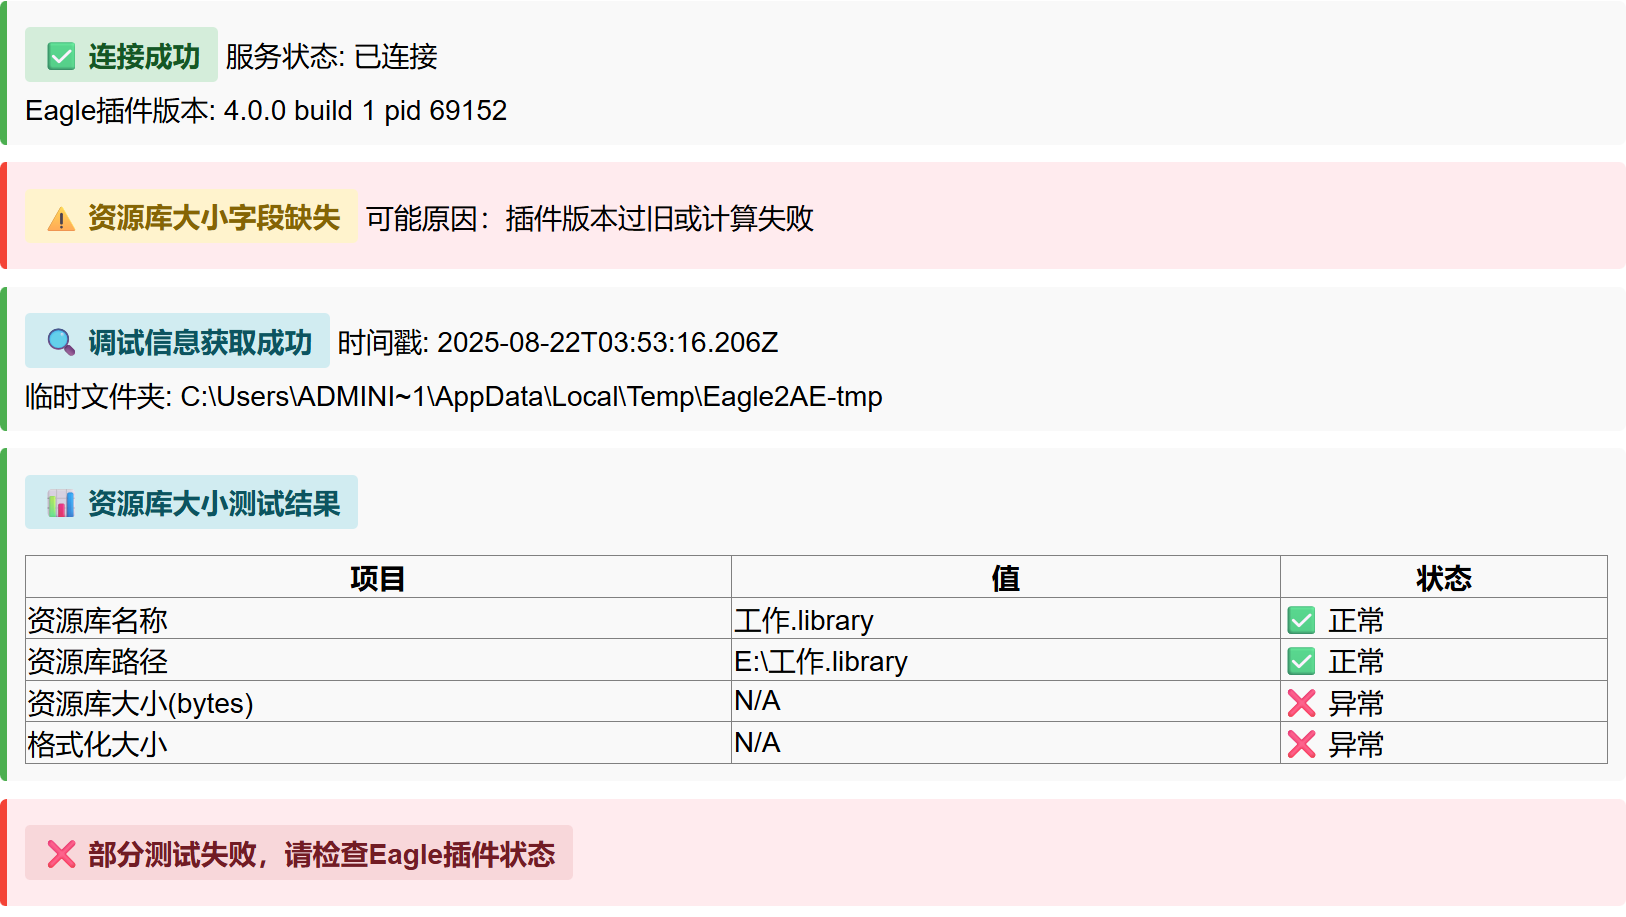 ✅ 连接成功 服务状态: 已连接
Eagle插件版本: 4.0.0 build 1 pid 69152
⚠️ 资源库大小字段缺失 可能原因：插件版本过旧或计算失败
🔍 调试信息获取成功 时间戳: 2025-08-22T03:53:16.206Z
临时文件夹: C:\Users\ADMINI~1\AppData\Local\Temp\Eagle2AE-tmp
📊 资源库大小测试结果
项目 值 状态
资源库名称 工作.library ✅ 正常
资源库路径 E:\工作.library ✅ 正常
资源库大小(bytes) N/A ❌ 异常
格式化大小 N/A ❌ 异常
❌ 部分测试失败，请检查Eagle插件状态